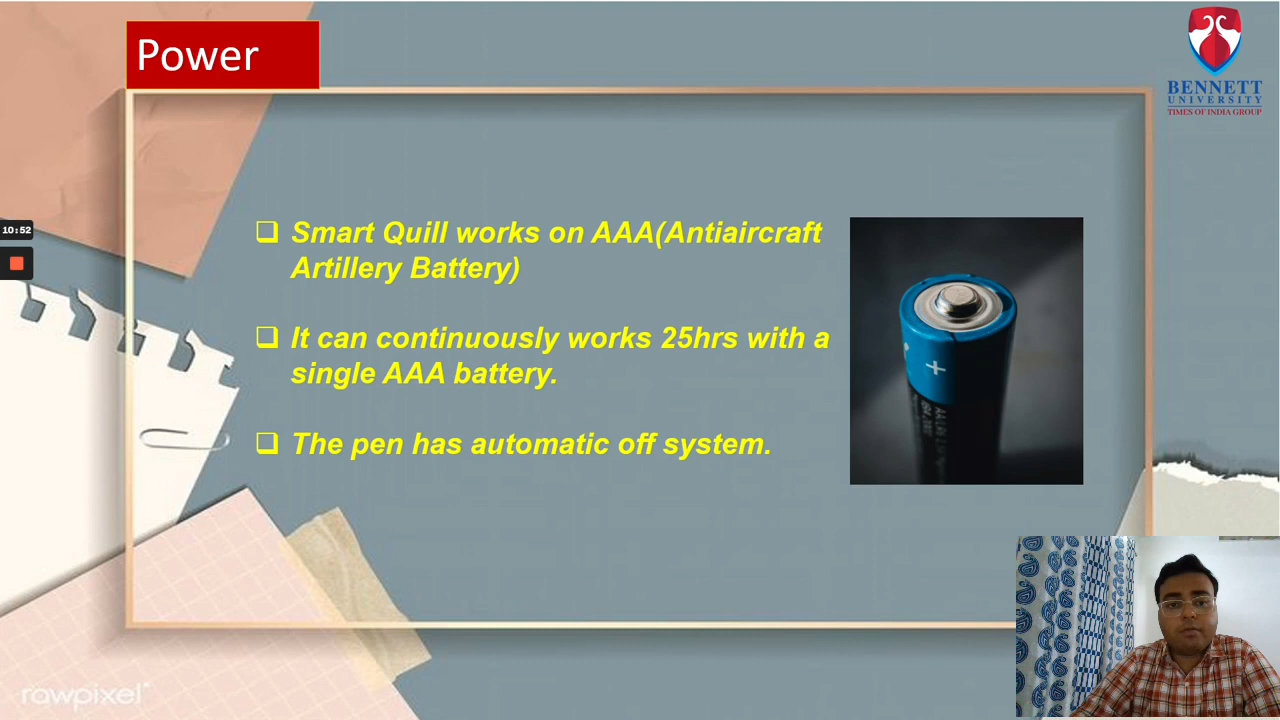 Power
BENNETT
UNIVERSITY
TIMES OF INDIA GROUP
10:52
Smart Quill works on AAA(Antiaircraft
Artillery Battery)
It can continuously works 25hrs with a
single AAA battery.
The pen has automatic off system.
+
rawpixel